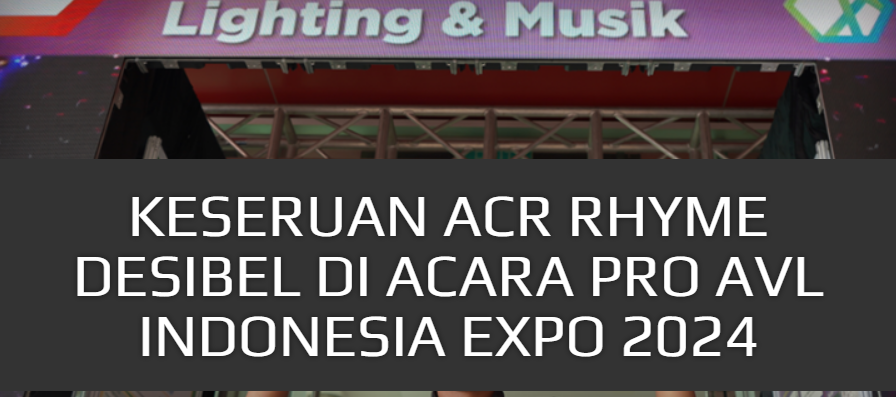 Lighting & Musik
KESERUAN ACR RHYME
DESIBEL DI ACARA PRO AVL
INDONESIA EXPO 2024